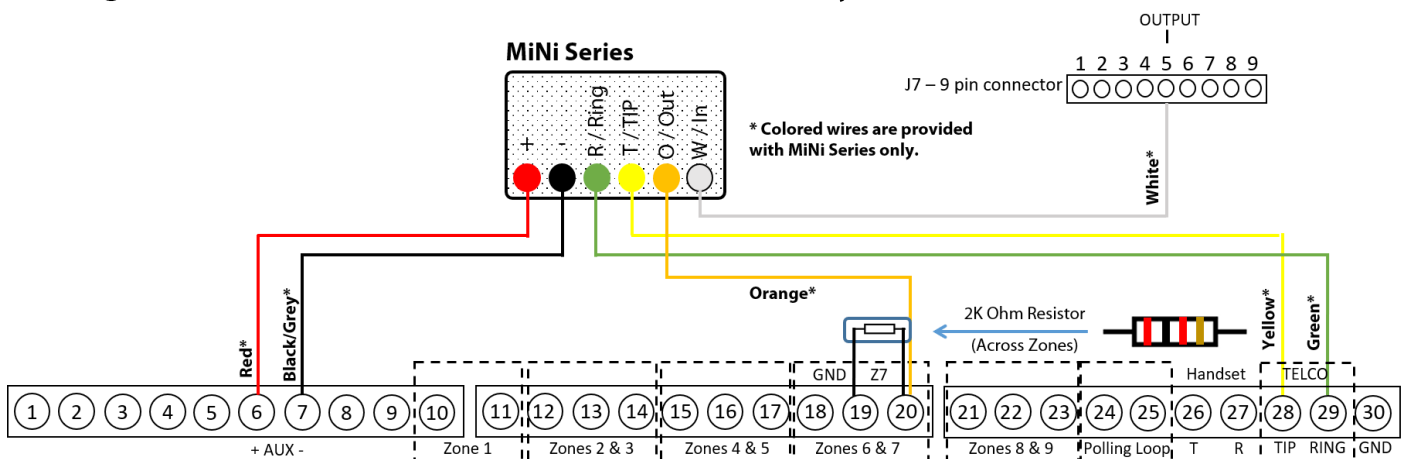 OUTPUT
MiNi Series
1 2 3 4 5 6 7 8 9
J7 – 9 pin connector
+
-
R / Ring
T / TIP
O / Out
W / In
* Colored wires are provided
with MiNi Series only.
White*
Orange*
2K Ohm Resistor
(Across Zones)
Red*
Black/Grey*
Yellow*
Green*
GND Z7
Handset
TELCO
1 2 3 4 5 6 7 8 9 10 11 12 13 14 15 16 17 18 19 20 21 22 23 24 25 26 27 28 29 30
+ AUX - Zone 1 Zones 2 & 3 Zones 4 & 5 Zones 6 & 7 Zones 8 & 9 Polling Loop T R TIP RING GND